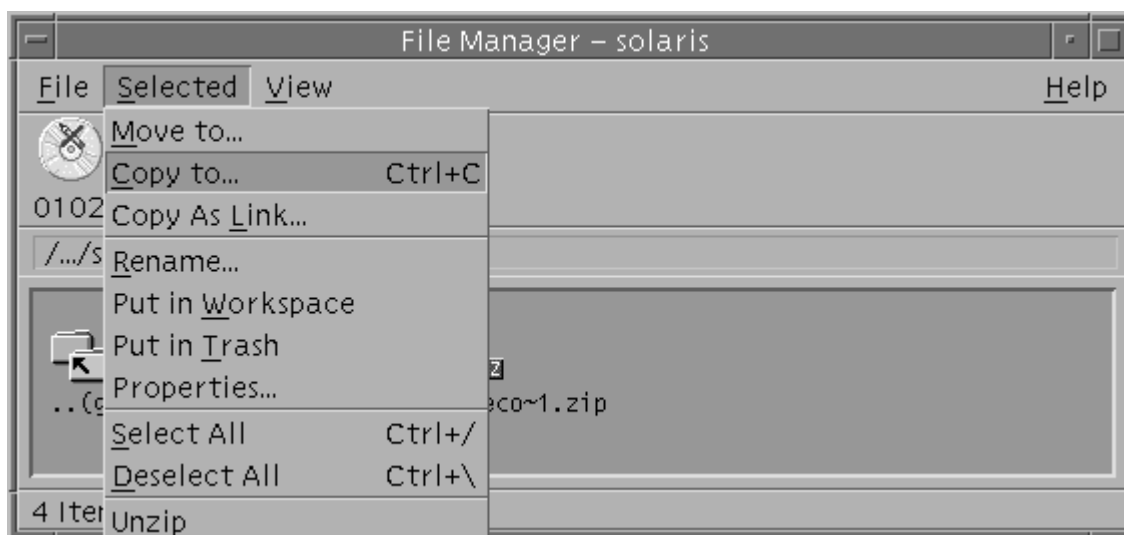 File Manager – solaris
File Selected View Help
Move to...
Copy to... Ctrl+C
0102
Copy As Link...
/.../s
Rename...
Put in Workspace
Put in Trash
Properties...
Z
..(g
eco~1.zip
Select All Ctrl+/
Deselect All Ctrl+\
4 Iter
Unzip